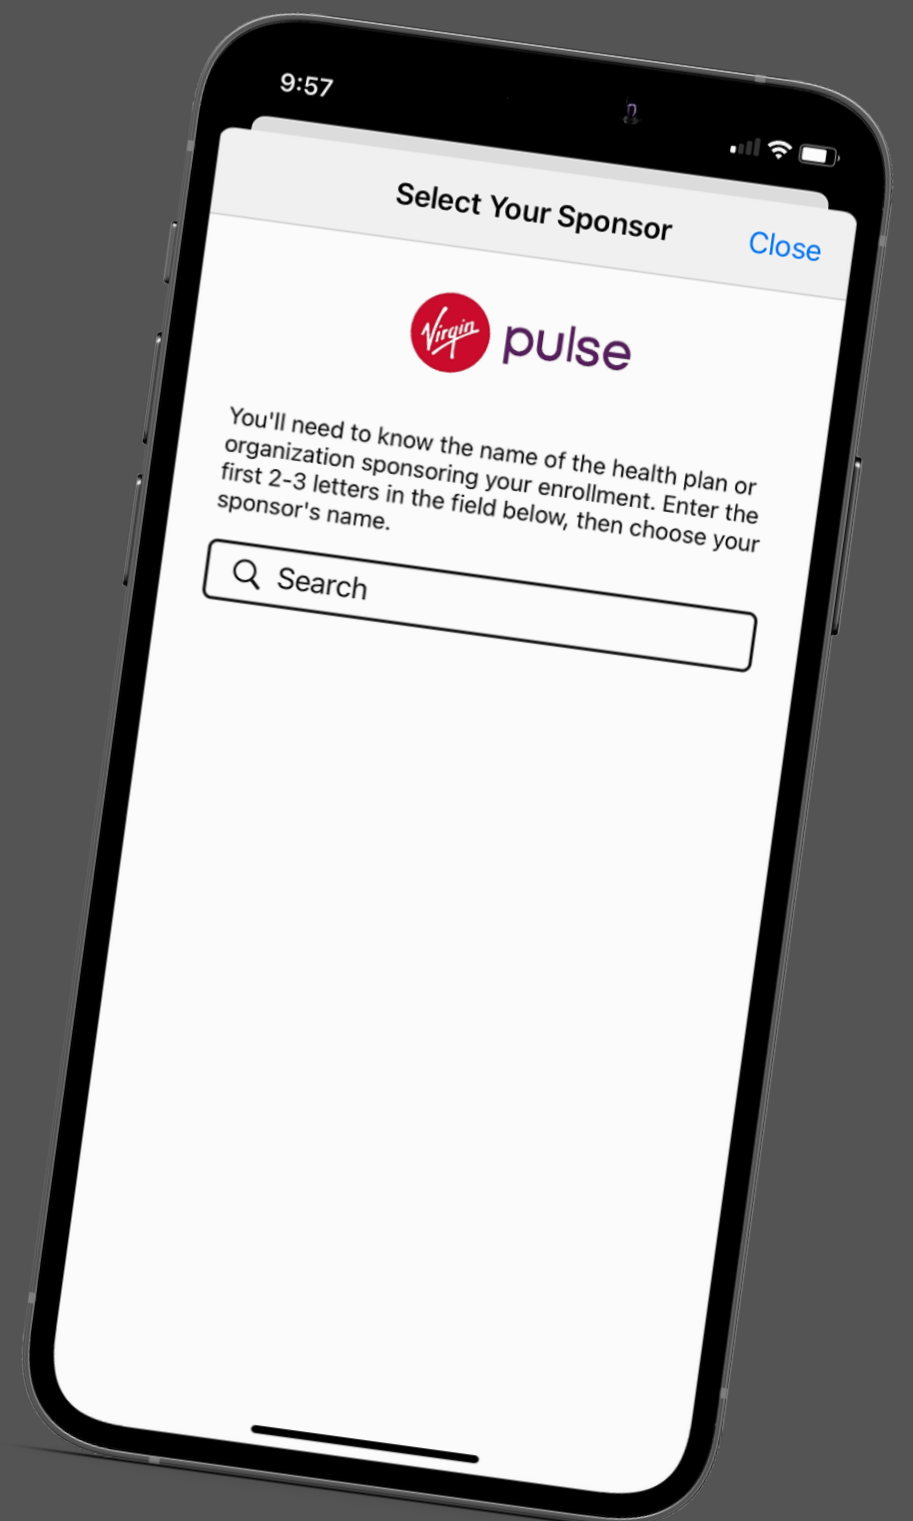 9:57
Select Your Sponsor
Close
Virgin pulse
You'll need to know the name of the health plan or
organization sponsoring your enrollment. Enter the
first 2-3 letters in the field below, then choose your
sponsor's name.
Search